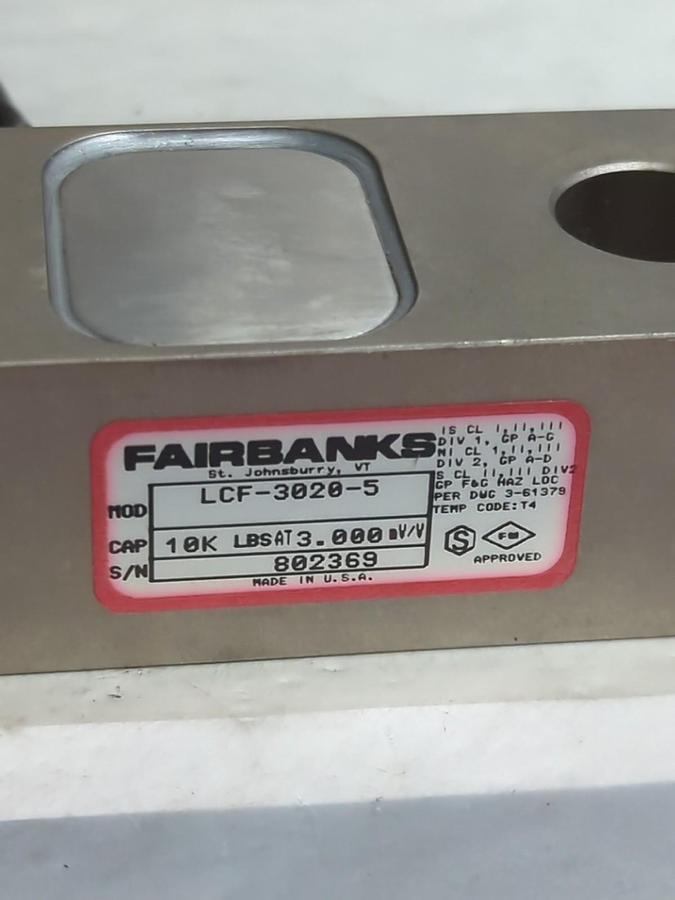 FAIRBANKS
St. Johnsburry, VT
MOD LCF-3020-5
CAP 10K LBS AT 3.000 mV/V
S/N 802369
MADE IN U.S.A.
IS CL I,II,III
DIV 1, GP A-G
NI CL I,II,III
DIV 2, GP A-D
S CL II,III DIV2
GP F&G HAZ LOC
PER DWG 3-61379
TEMP CODE:T4
FM
APPROVED